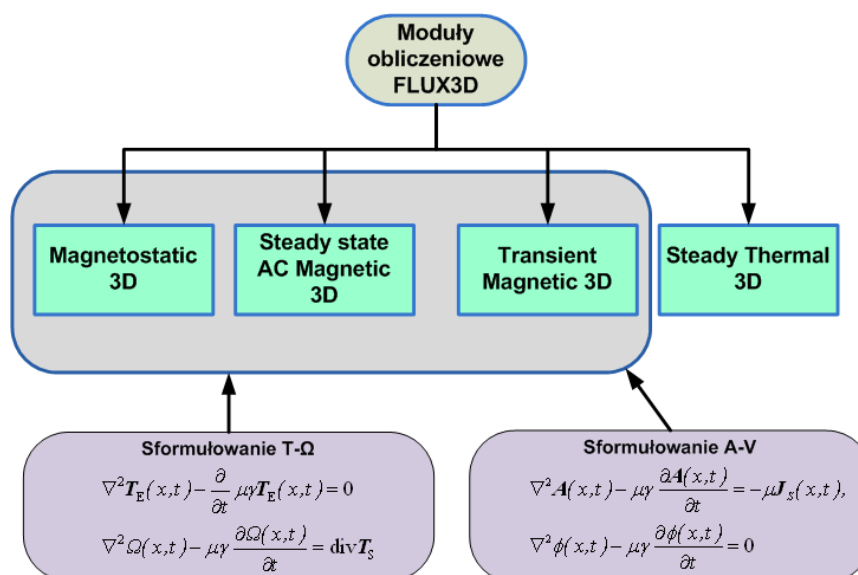 Moduły
obliczeniowe
FLUX3D
Magnetostatic
3D
Steady state
AC Magnetic
3D
Transient
Magnetic 3D
Steady Thermal
3D
Sformułowanie T-Ω
∇²T_E(x,t) − ∂/∂t μγT_E(x,t) = 0
∇²Ω(x,t) − μγ ∂Ω(x,t)/∂t = divT_S
Sformułowanie A-V
∇²A(x,t) − μγ ∂A(x,t)/∂t = −μJ_S(x,t),
∇²ϕ(x,t) − μγ ∂ϕ(x,t)/∂t = 0